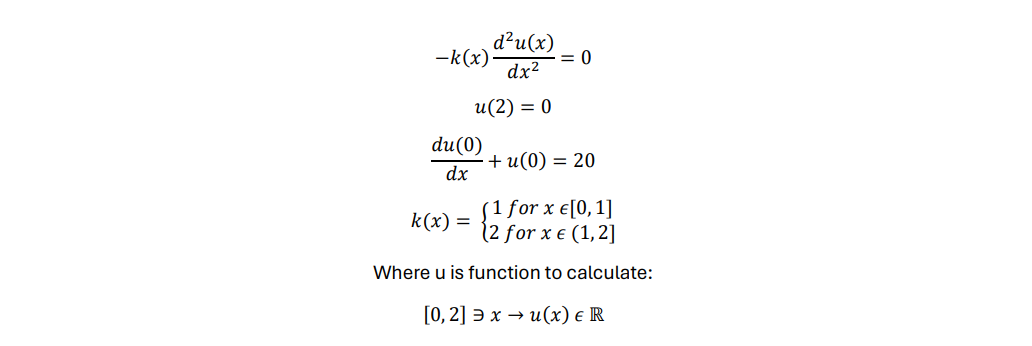 −k(x) d²u(x)/dx² = 0
u(2) = 0
du(0)/dx + u(0) = 20
k(x) = {1 for x ϵ[0, 1]
{2 for x ϵ (1, 2]
Where u is function to calculate:
[0, 2] ∋ x → u(x) ϵ ℝ